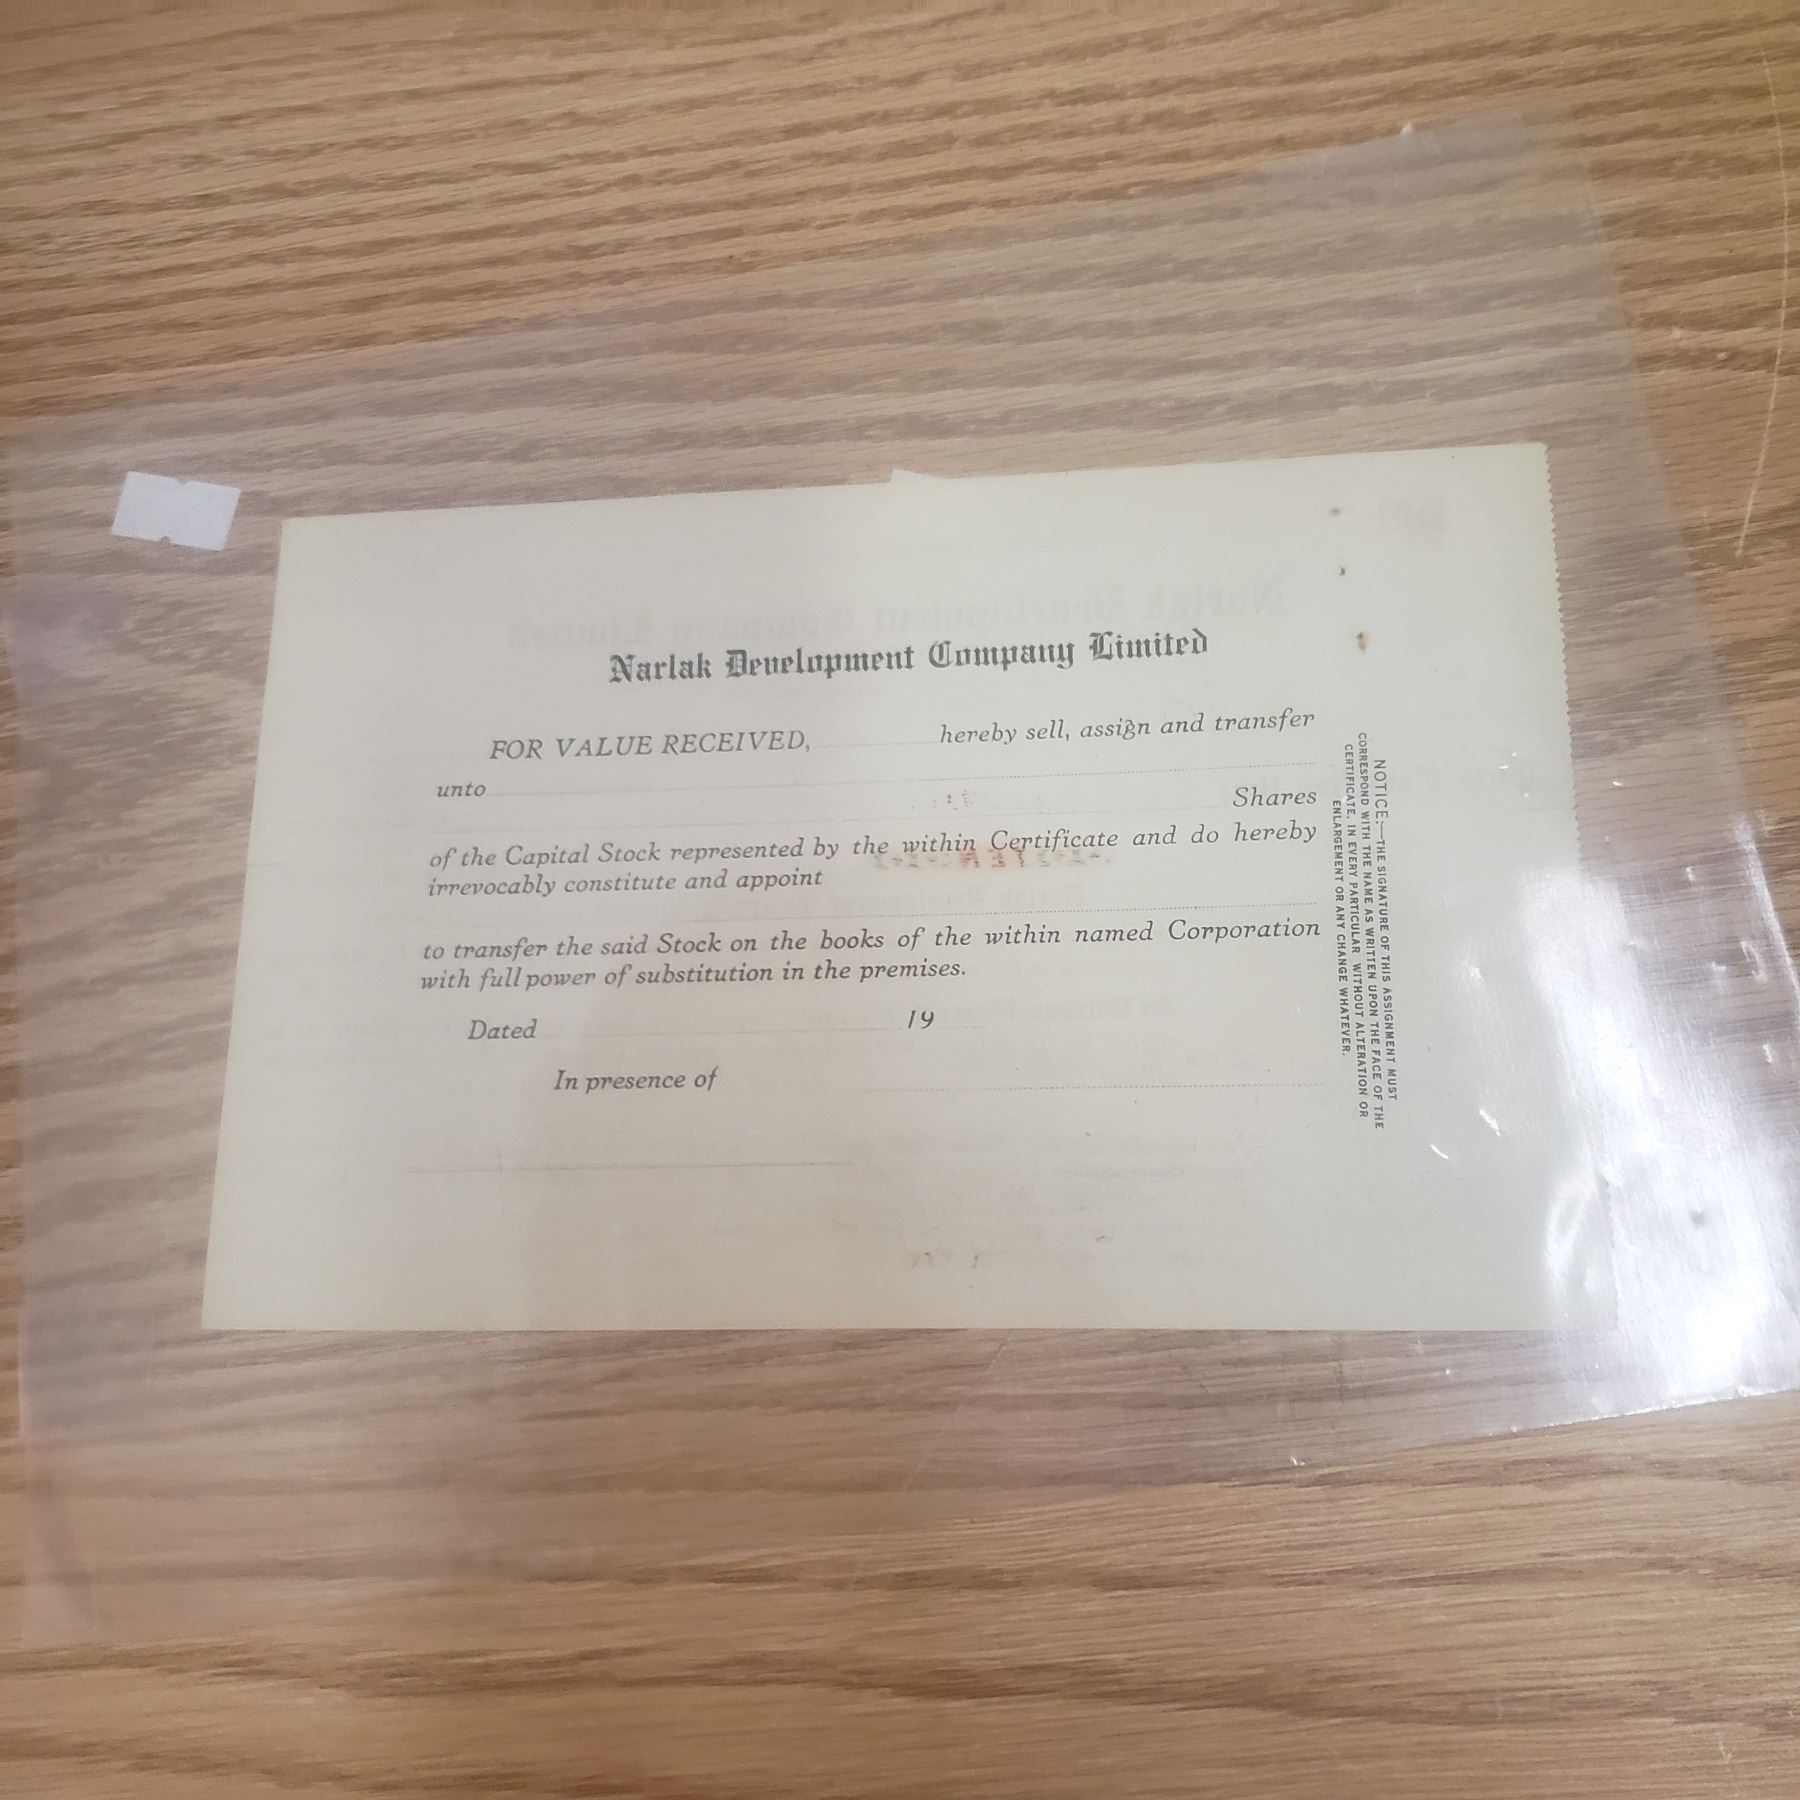 Narlak Development Company Limited
FOR VALUE RECEIVED, hereby sell, assign and transfer
unto
Shares
of the Capital Stock represented by the within Certificate and do hereby
irrevocably constitute and appoint
to transfer the said Stock on the books of the within named Corporation
with full power of substitution in the premises.
Dated 19
In presence of
NOTICE:—THE SIGNATURE OF THIS ASSIGNMENT MUST
CORRESPOND WITH THE NAME AS WRITTEN UPON THE FACE OF THE
CERTIFICATE, IN EVERY PARTICULAR WITHOUT ALTERATION OR
ENLARGEMENT OR ANY CHANGE WHATEVER.